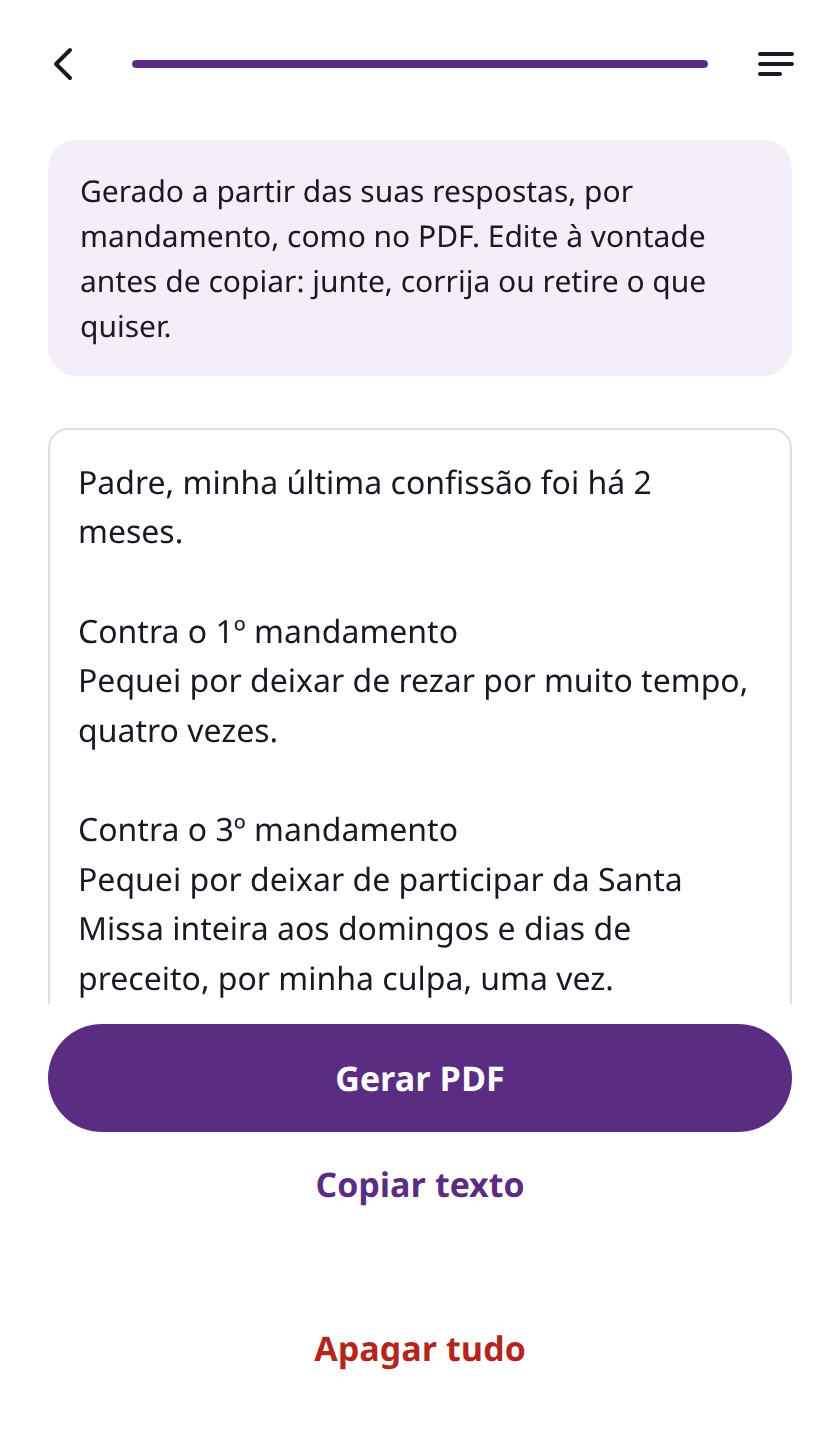 Gerado a partir das suas respostas, por
mandamento, como no PDF. Edite à vontade
antes de copiar: junte, corrija ou retire o que
quiser.
Padre, minha última confissão foi há 2
meses.
Contra o 1º mandamento
Pequei por deixar de rezar por muito tempo,
quatro vezes.
Contra o 3º mandamento
Pequei por deixar de participar da Santa
Missa inteira aos domingos e dias de
preceito, por minha culpa, uma vez.
Gerar PDF
Copiar texto
Apagar tudo